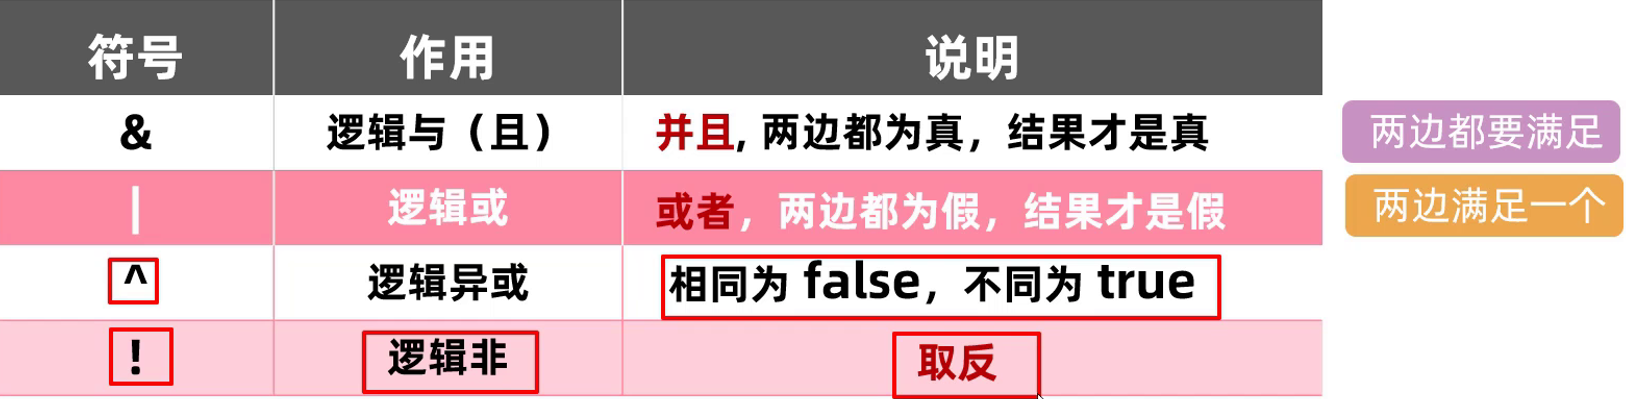 符号 作用 说明
& 逻辑与（且） 并且, 两边都为真，结果才是真 两边都要满足
| 逻辑或 或者，两边都为假，结果才是假 两边满足一个
^ 逻辑异或 相同为 false，不同为 true
! 逻辑非 取反